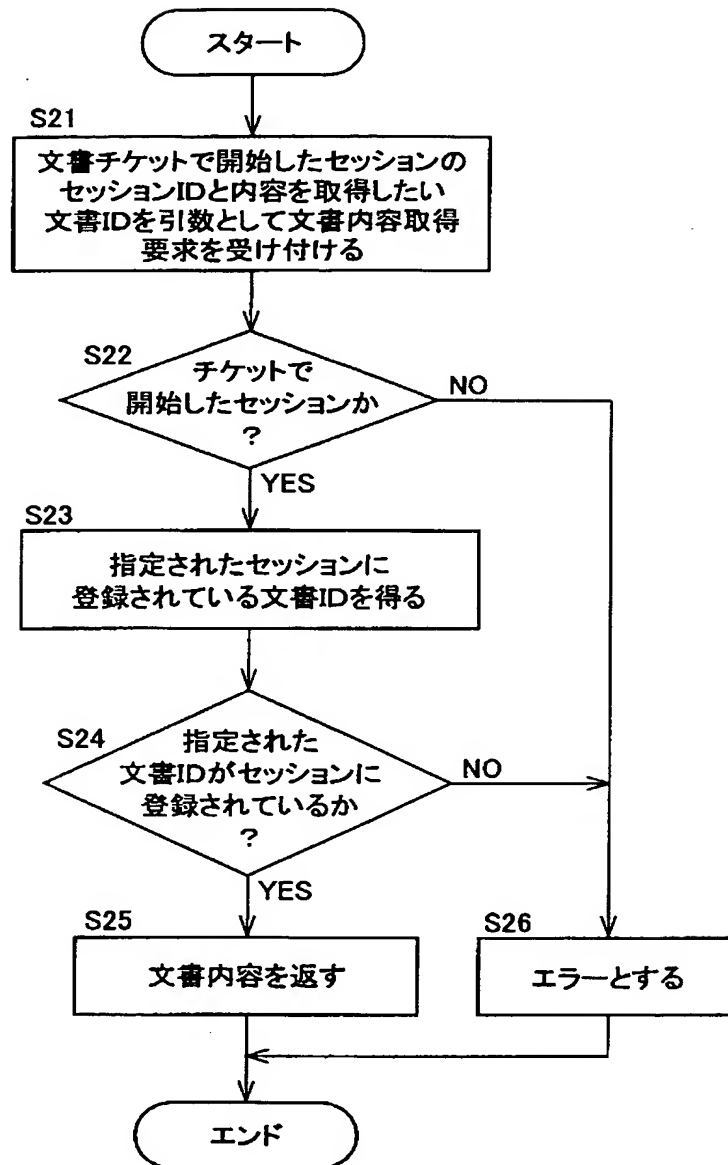 スタート
S21
文書チケットで開始したセッションの
セッションIDと内容を取得したい
文書IDを引数として文書内容取得
要求を受け付ける
S22
チケットで
開始したセッションか
?
NO
YES
S23
指定されたセッションに
登録されている文書IDを得る
S24
指定された
文書IDがセッションに
登録されているか
?
NO
YES
S25
文書内容を返す
S26
エラーとする
エンド